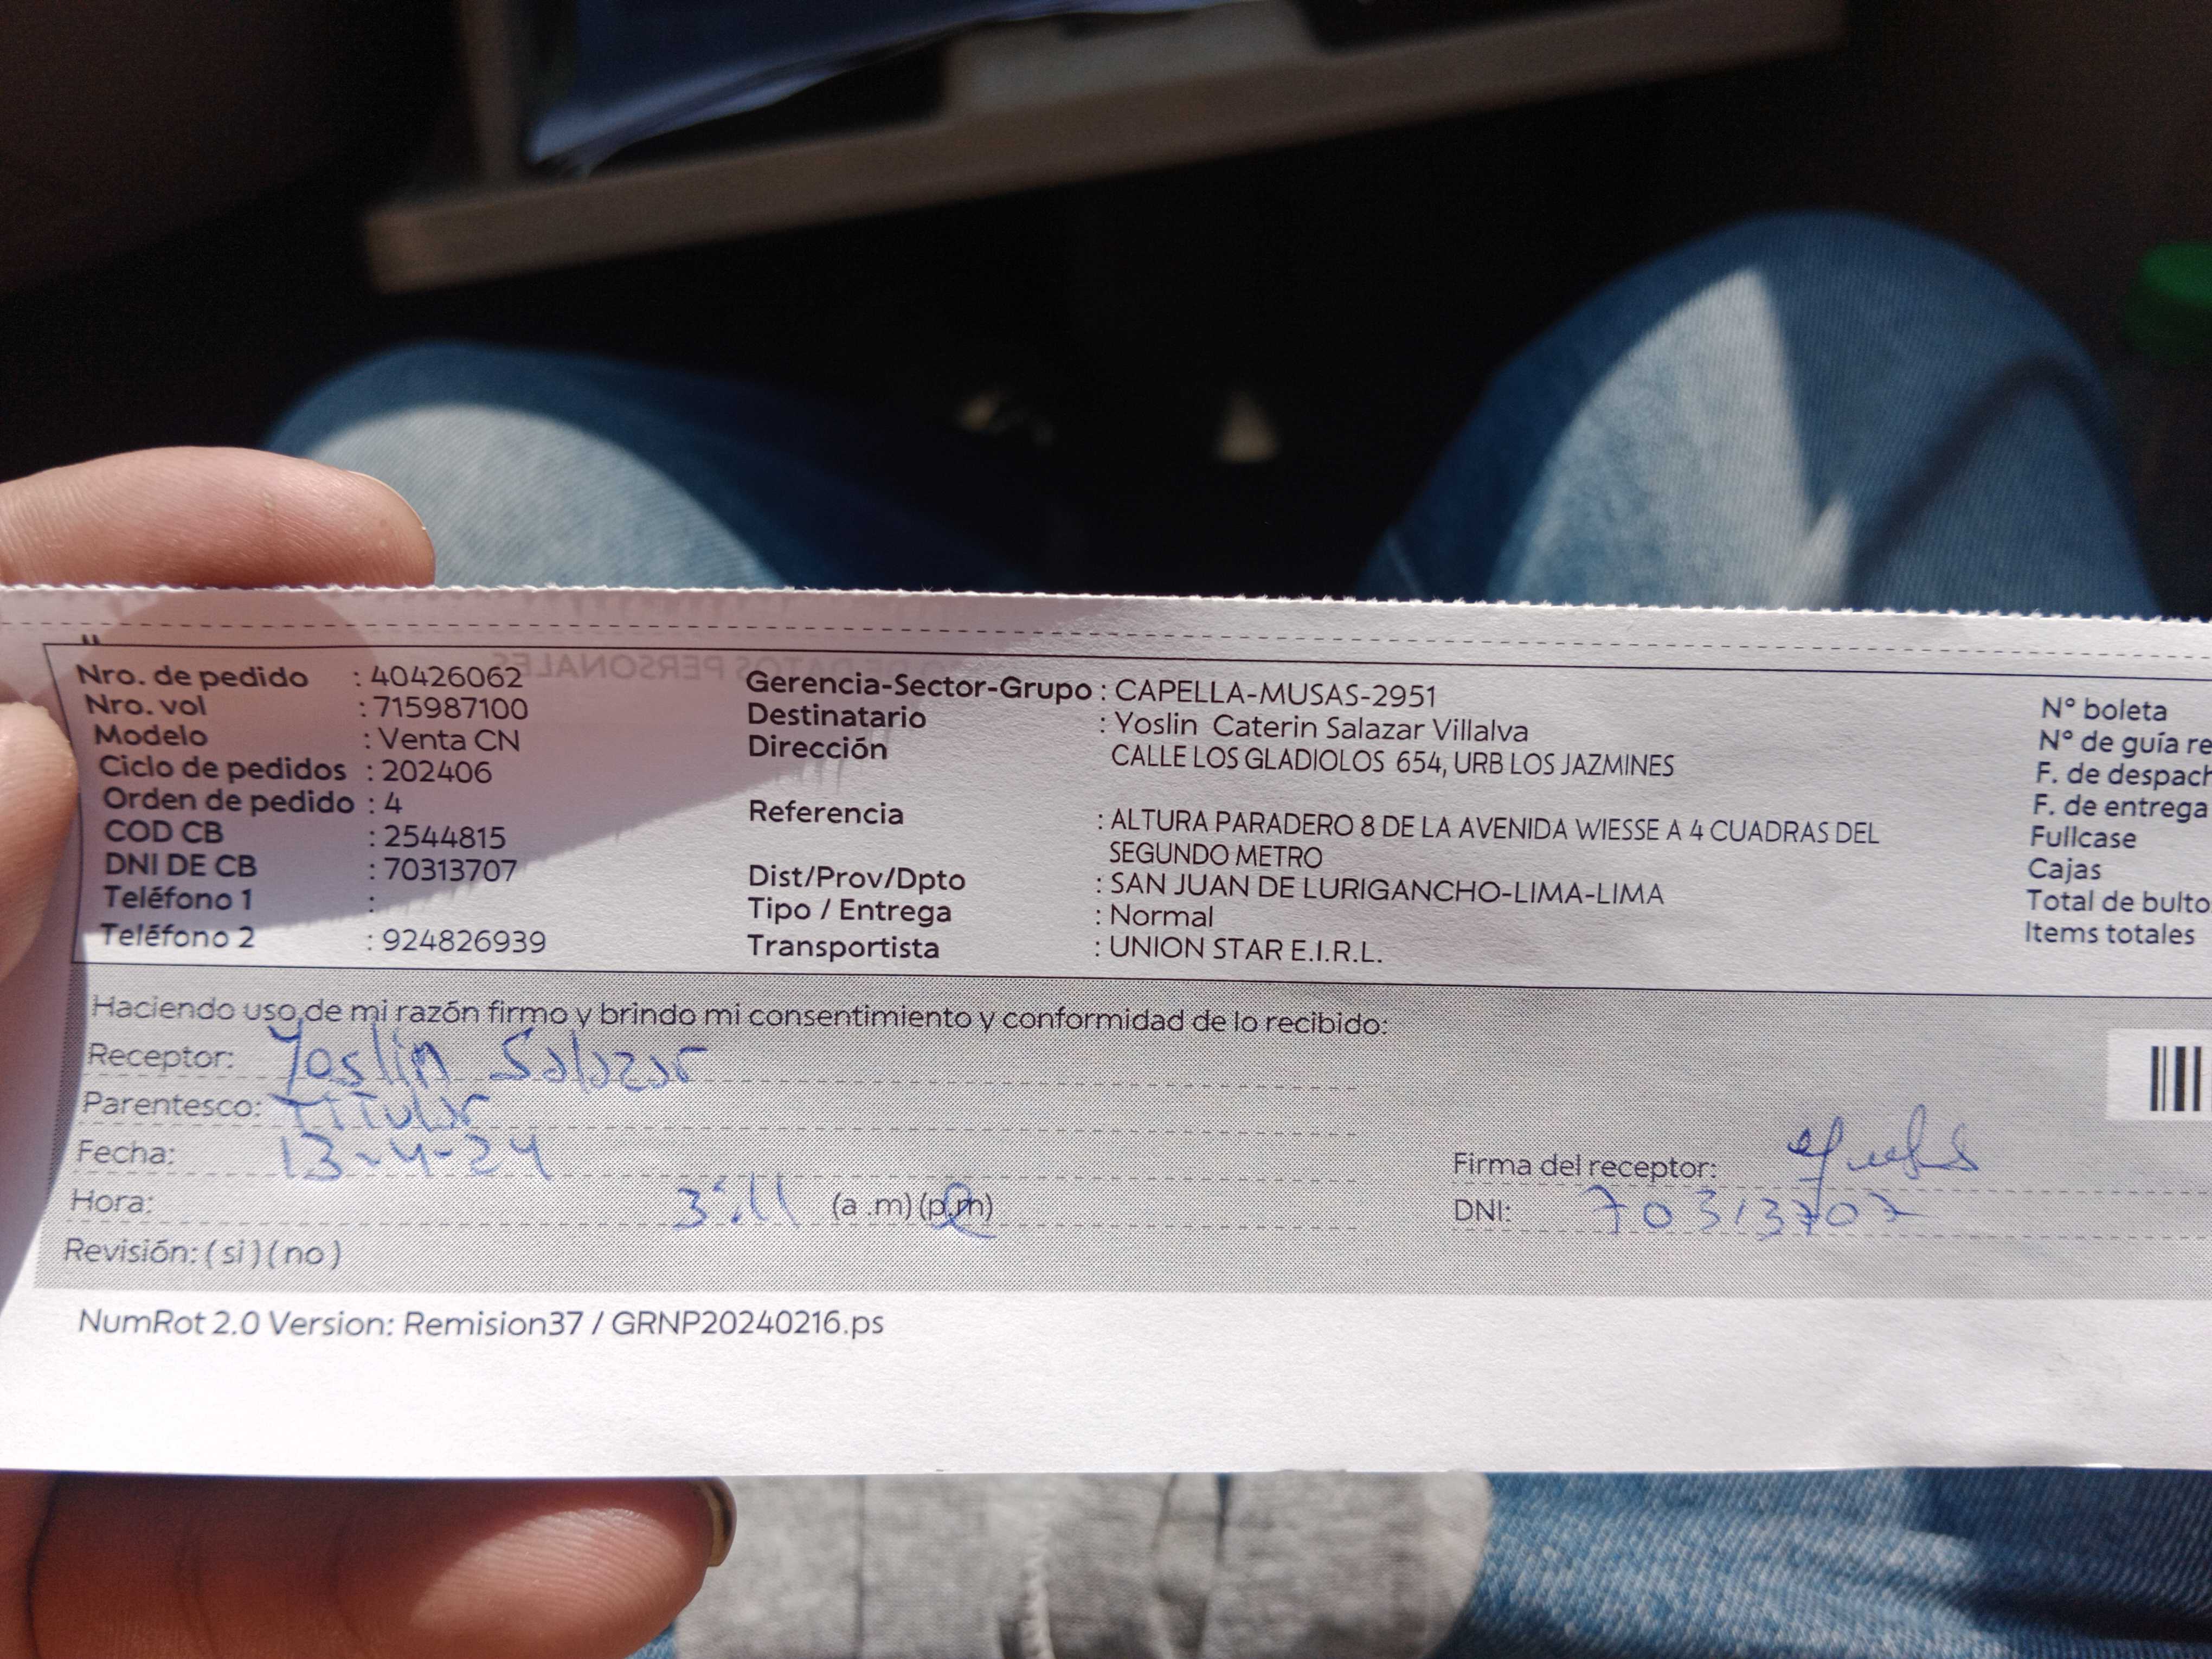 Nro. de pedido : 40426062
Nro. vol : 715987100
Modelo : Venta CN
Ciclo de pedidos : 202406
Orden de pedido : 4
COD CB : 2544815
DNI DE CB : 70313707
Teléfono 1 :
Teléfono 2 : 924826939
Gerencia-Sector-Grupo : CAPELLA-MUSAS-2951
Destinatario : Yoslin Caterin Salazar Villalva
Dirección CALLE LOS GLADIOLOS 654, URB LOS JAZMINES
Referencia : ALTURA PARADERO 8 DE LA AVENIDA WIESSE A 4 CUADRAS DEL
SEGUNDO METRO
Dist/Prov/Dpto : SAN JUAN DE LURIGANCHO-LIMA-LIMA
Tipo / Entrega : Normal
Transportista : UNION STAR E.I.R.L.
N° boleta
N° de guía re
F. de despach
F. de entrega
Fullcase
Cajas
Total de bulto
Items totales
Haciendo uso de mi razón firmo y brindo mi consentimiento y conformidad de lo recibido:
Receptor: Yoslin Salazar
Parentesco: Titular
Fecha: 13-4-24
Hora: 3:11 (a .m) (p.m)
Revisión: ( si ) ( no )
Firma del receptor:
DNI: 70313707
NumRot 2.0 Version: Remision37 / GRNP20240216.ps